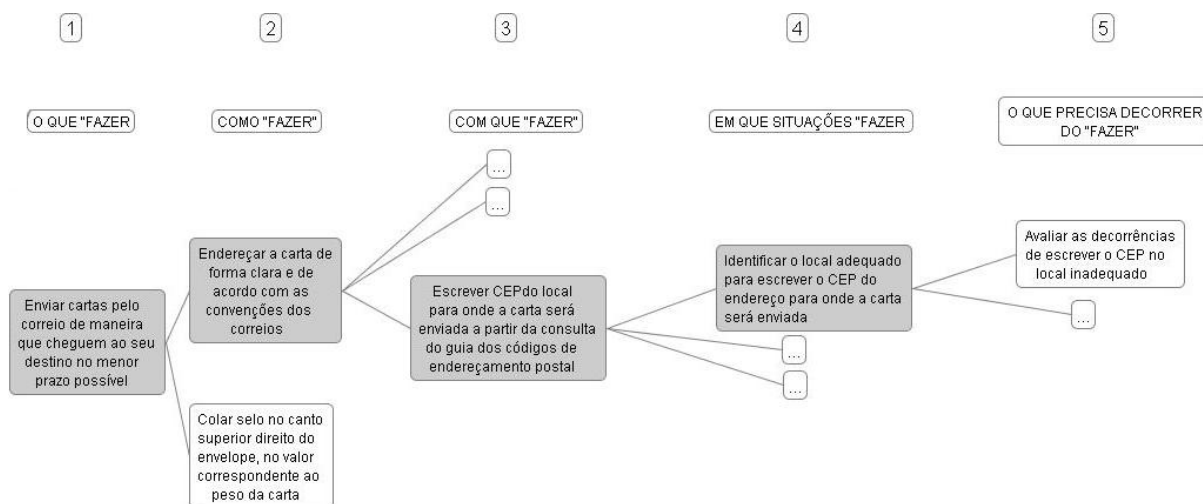 1
2
3
4
5
O QUE "FAZER
COMO "FAZER"
COM QUE "FAZER"
EM QUE SITUAÇÕES "FAZER
O QUE PRECISA DECORRER
DO "FAZER"
...
...
Enviar cartas pelo
correio de maneira
que cheguem ao seu
destino no menor
prazo possível
Endereçar a carta de
forma clara e de
acordo com as
convenções dos
correios
Colar selo no canto
superior direito do
envelope, no valor
correspondente ao
peso da carta
Escrever CEPdo local
para onde a carta será
enviada a partir da consulta
do guia dos códigos de
endereçamento postal
Identificar o local adequado
para escrever o CEP do
endereço para onde a carta
será enviada
...
...
Avaliar as decorrências
de escrever o CEP no
local inadequado
...